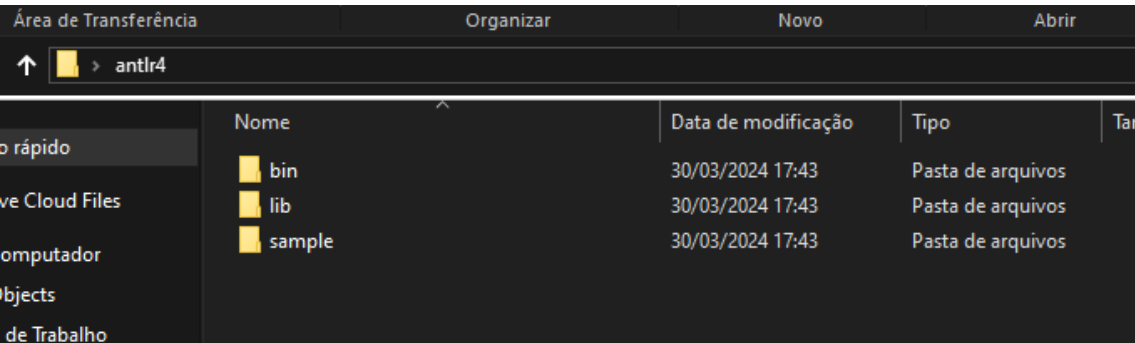 Área de Transferência Organizar Novo Abrir
antlr4
Nome Data de modificação Tipo Tar
o rápido
bin 30/03/2024 17:43 Pasta de arquivos
ve Cloud Files
lib 30/03/2024 17:43 Pasta de arquivos
sample 30/03/2024 17:43 Pasta de arquivos
omputador
Objects
de Trabalho